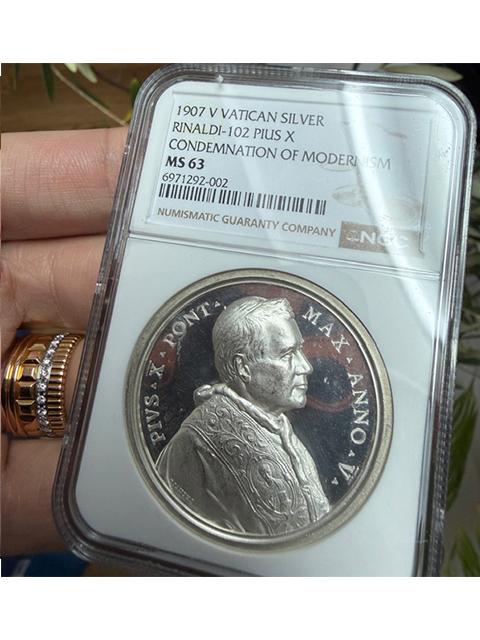 1907 V VATICAN SILVER
RINALDI-102 PIUS X
CONDEMNATION OF MODERNISM
MS 63
6971292-002
NUMISMATIC GUARANTY COMPANY
NGC
PIVS · X · PONT · MAX · ANNO · V ·